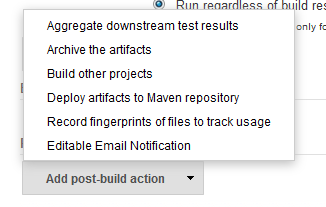 Run regardless of build res
only fo
Aggregate downstream test results
Archive the artifacts
Build other projects
Deploy artifacts to Maven repository
Record fingerprints of files to track usage
Editable Email Notification
Add post-build action